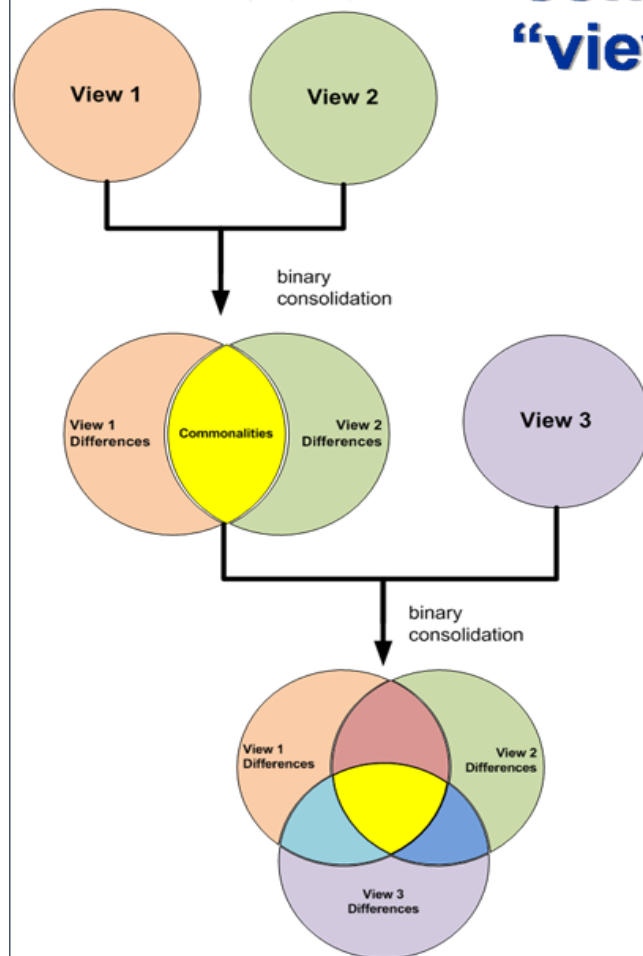 View 1
View 2
binary
consolidation
View 1
Differences
Commonalities
View 2
Differences
View 3
binary
consolidation
View 1
Differences
View 2
Differences
View 3
Differences